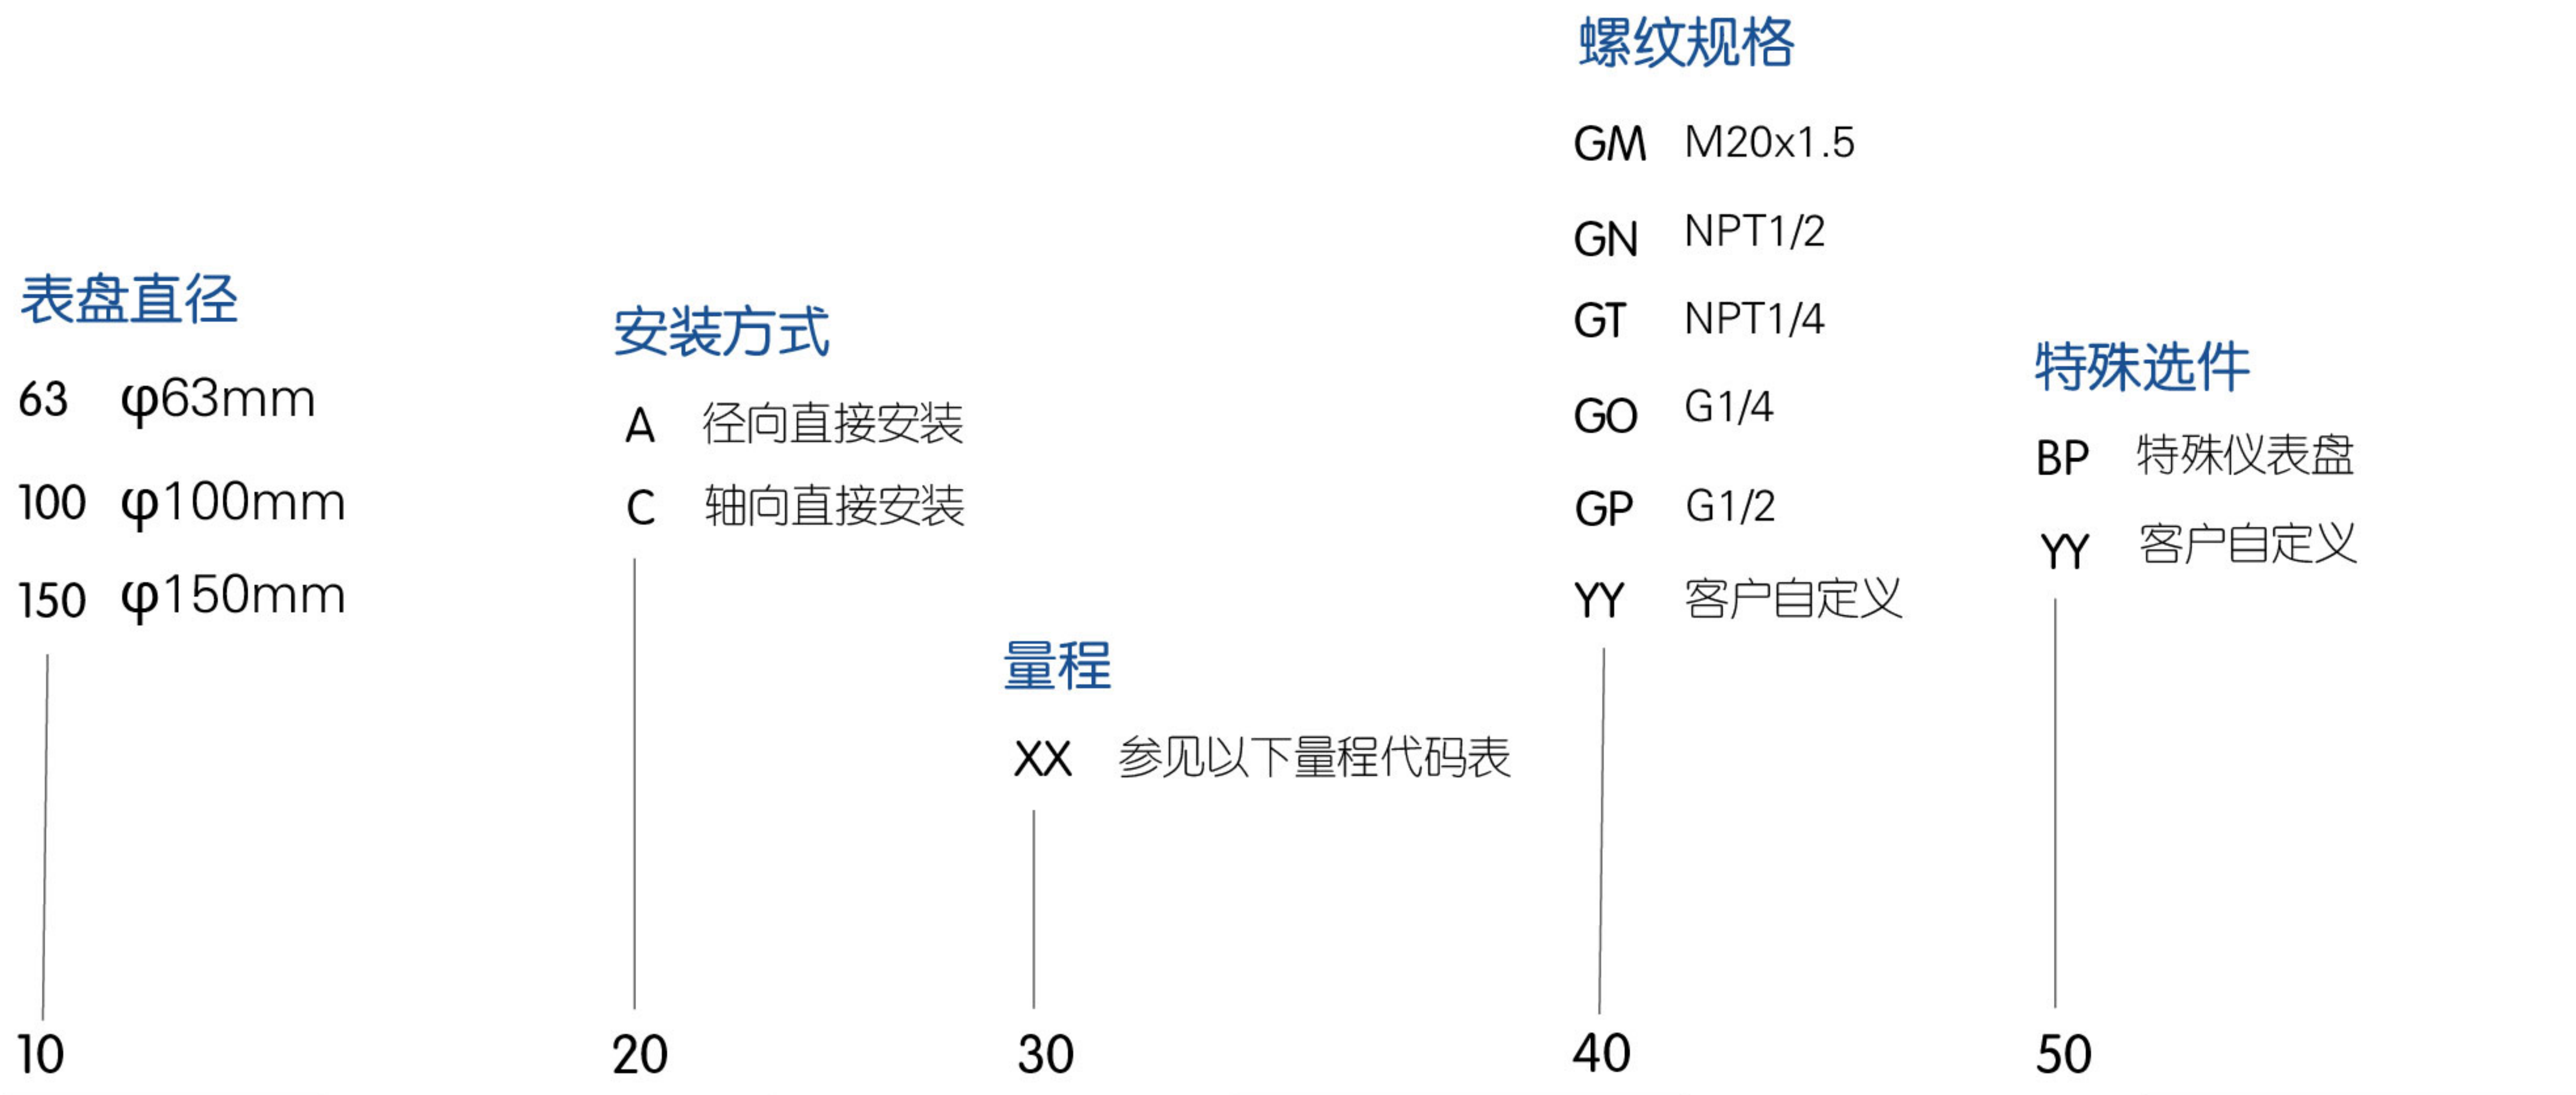 表盘直径
63 φ63mm
100 φ100mm
150 φ150mm
10
安装方式
A 径向直接安装
C 轴向直接安装
20
量程
XX 参见以下量程代码表
30
螺纹规格
GM M20x1.5
GN NPT1/2
GT NPT1/4
GO G1/4
GP G1/2
YY 客户自定义
40
特殊选件
BP 特殊仪表盘
YY 客户自定义
50